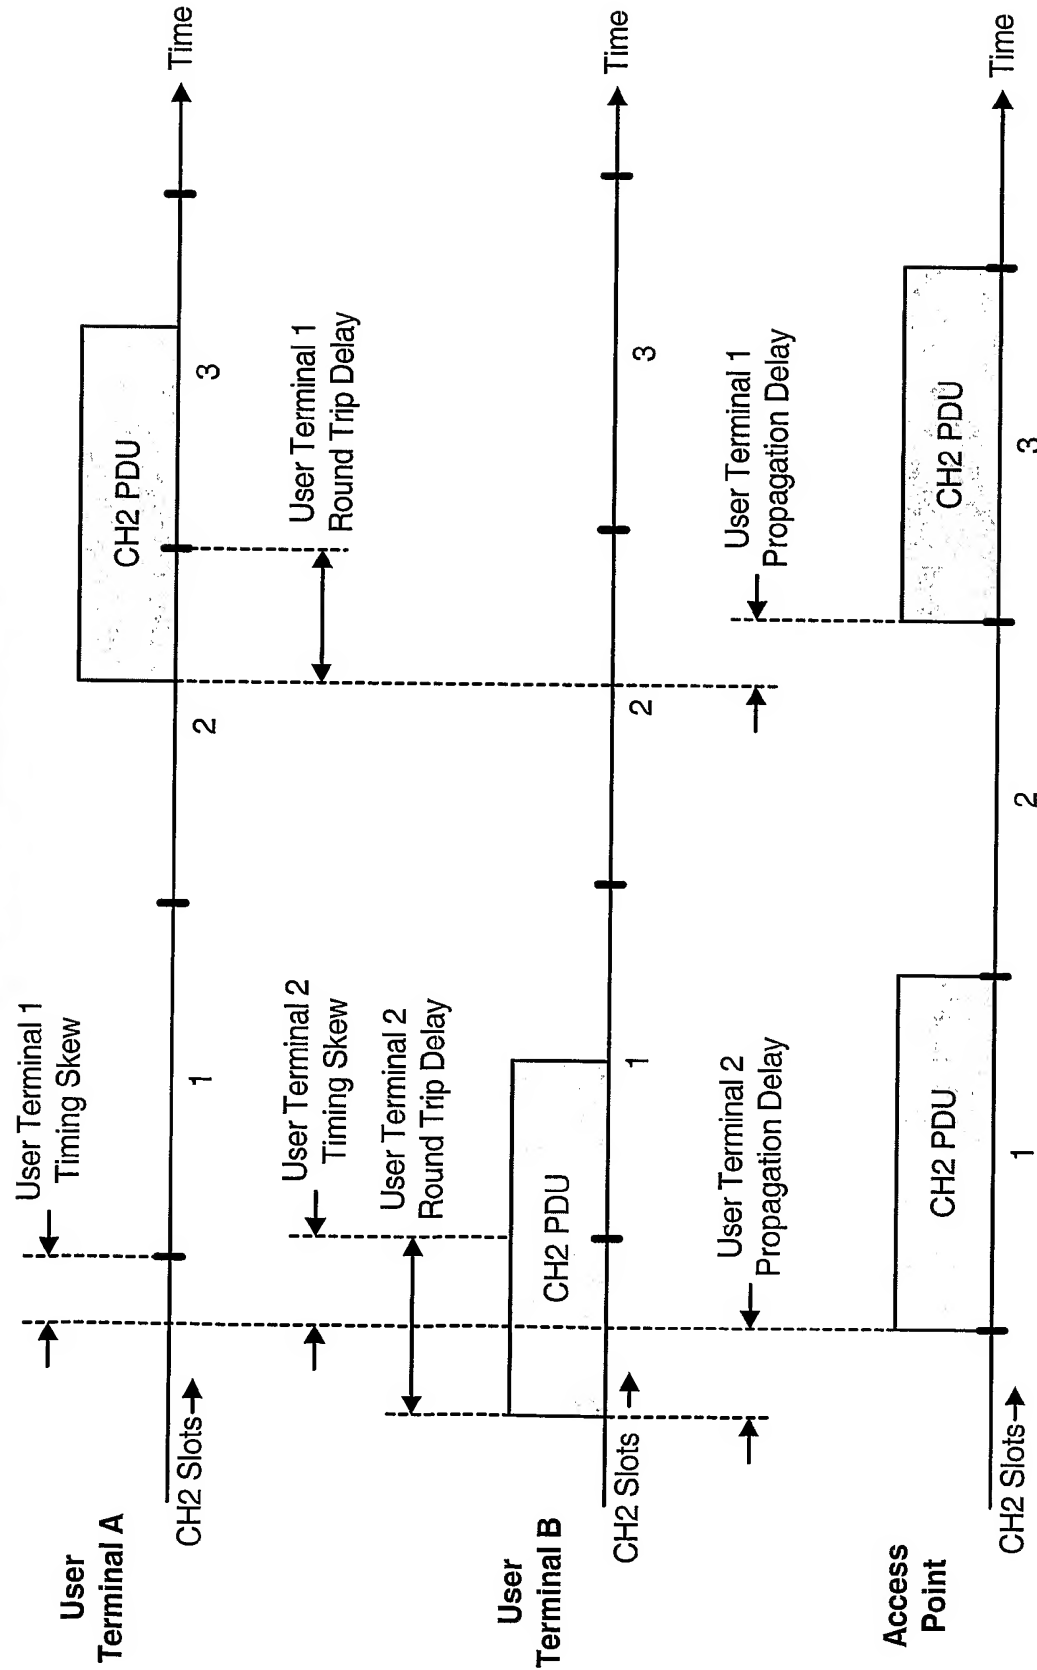 User Terminal 1
Timing Skew
User
Terminal A
CH2 PDU
Time
CH2 Slots
1
2
3
User Terminal 2
Timing Skew
User Terminal 1
Round Trip Delay
User Terminal 2
Round Trip Delay
User
Terminal B
CH2 PDU
Time
CH2 Slots
1
2
3
User Terminal 2
Propagation Delay
User Terminal 1
Propagation Delay
Access
Point
CH2 PDU
CH2 PDU
Time
CH2 Slots
1
2
3